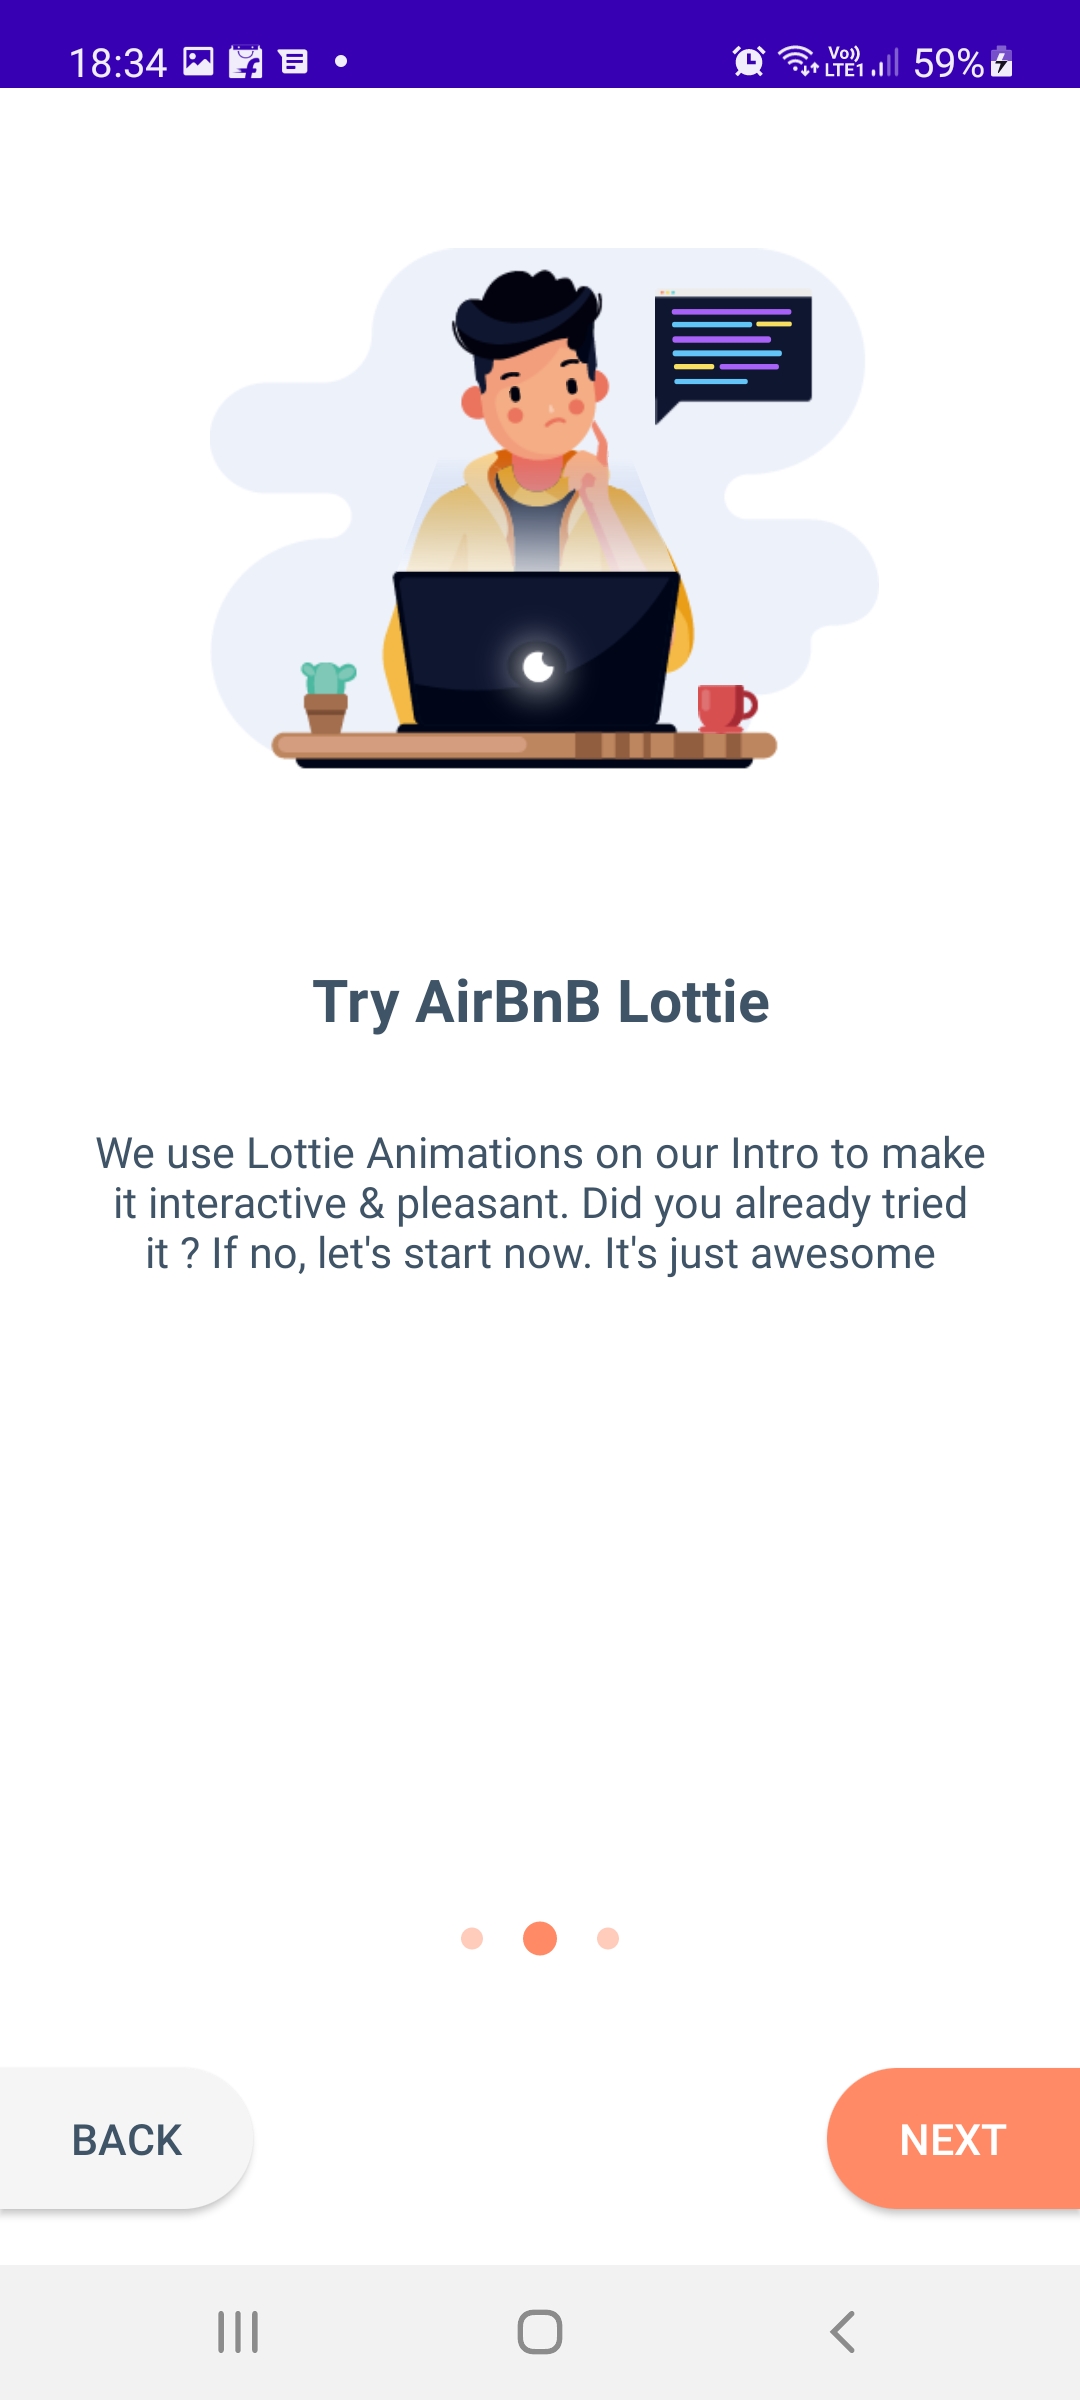 18:34
Vo)) LTE1 59%
Try AirBnB Lottie
We use Lottie Animations on our Intro to make
it interactive & pleasant. Did you already tried
it ? If no, let's start now. It's just awesome
BACK
NEXT